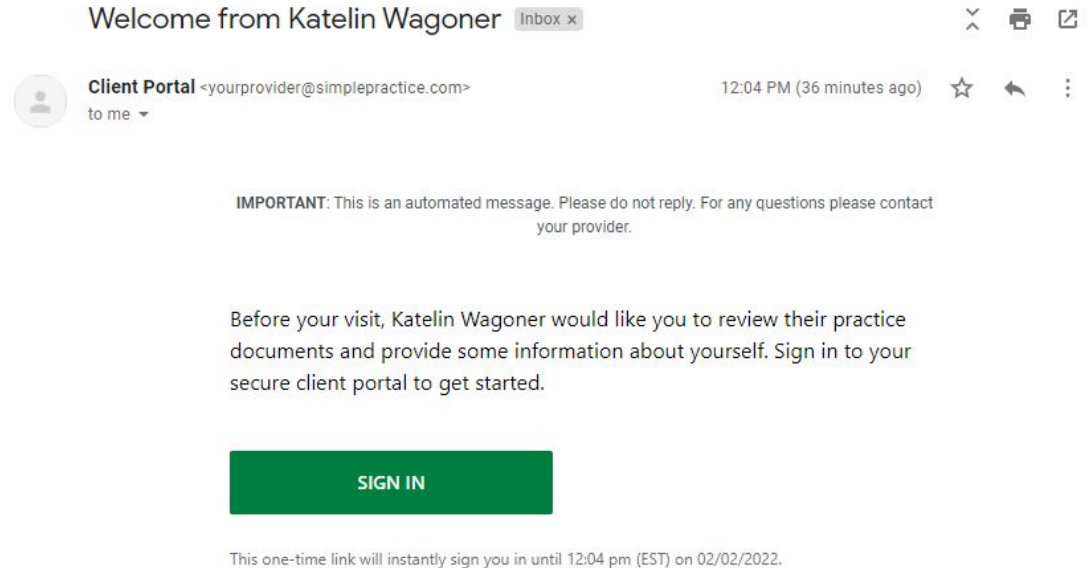 Welcome from Katelin Wagoner Inbox x
Client Portal <yourprovider@simplepractice.com> 12:04 PM (36 minutes ago)
to me
IMPORTANT: This is an automated message. Please do not reply. For any questions please contact
your provider.
Before your visit, Katelin Wagoner would like you to review their practice
documents and provide some information about yourself. Sign in to your
secure client portal to get started.
SIGN IN
This one-time link will instantly sign you in until 12:04 pm (EST) on 02/02/2022.